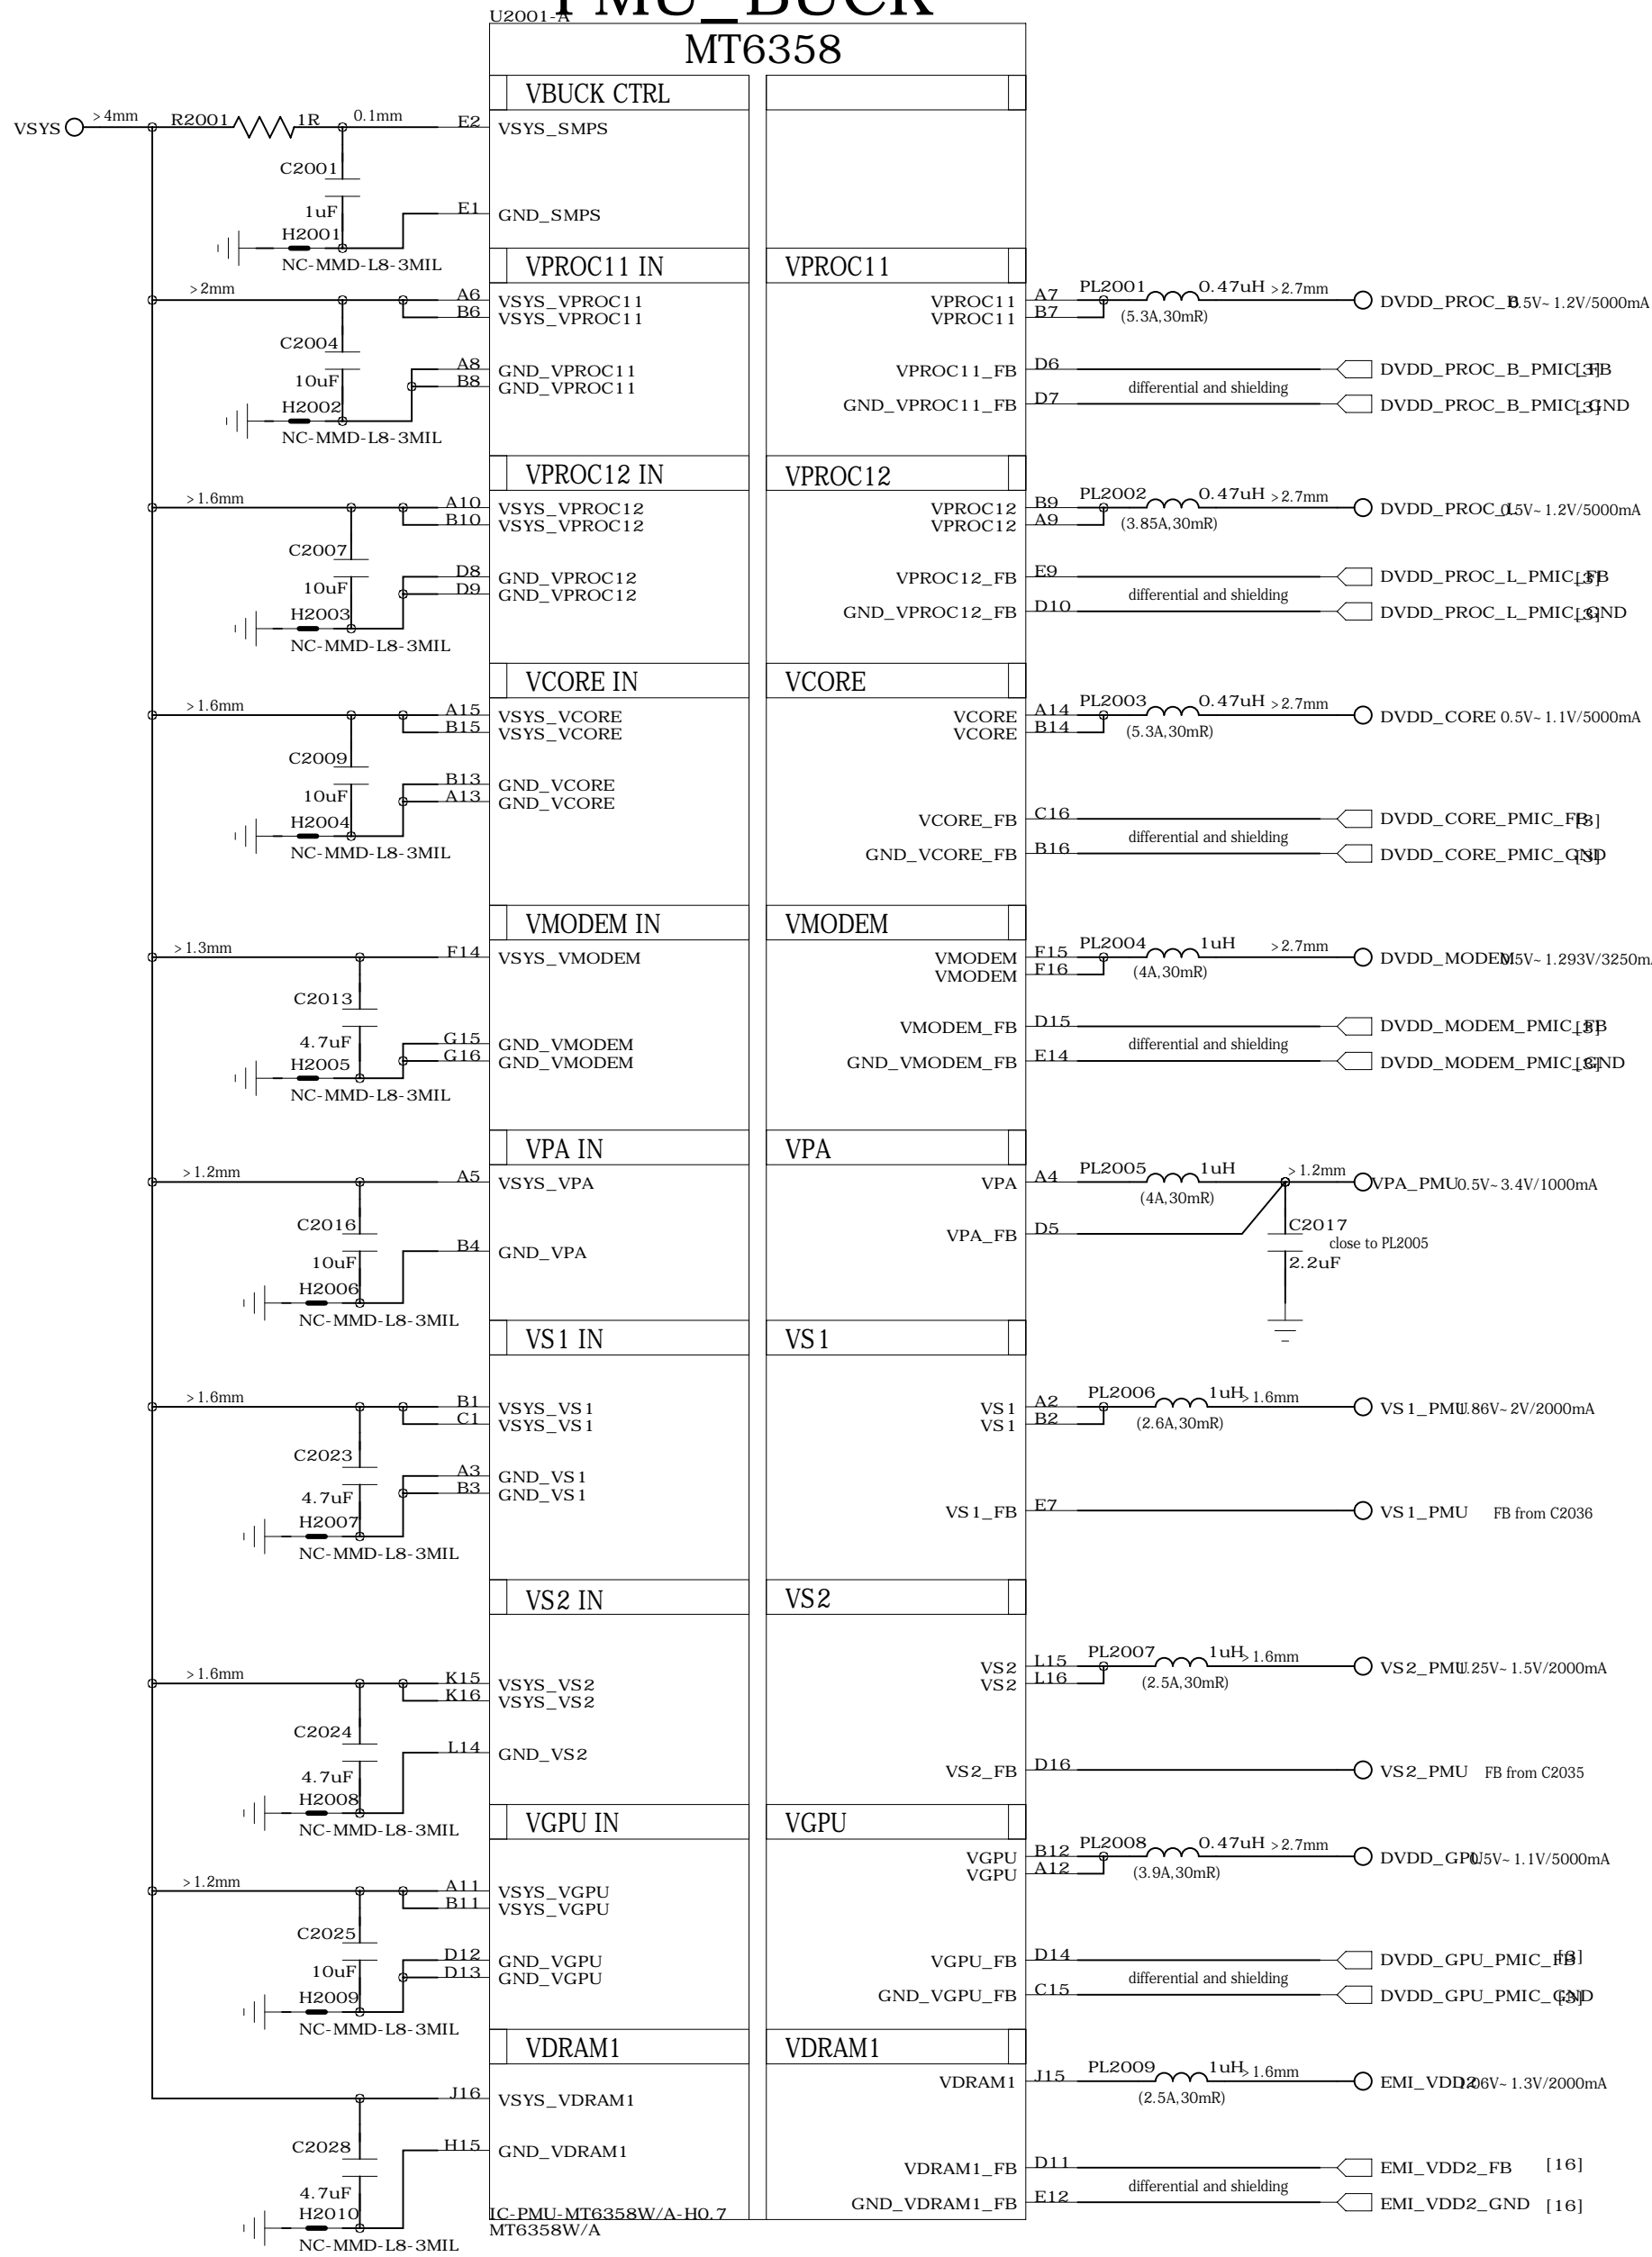 PMU_BUCK
U2001-A
MT6358
VBUCK CTRL
VSYS >4mm R2001 1R 0.1mm E2 VSYS_SMPS
C2001
1uF E1 GND_SMPS
H2001
NC-MMD-L8-3MIL
VPROC11 IN VPROC11
>2mm A6 VSYS_VPROC11 VPROC11 A7 PL2001 0.47uH >2.7mm DVDD_PROC_B 0.5V~1.2V/5000mA
B6 VSYS_VPROC11 VPROC11 B7 (5.3A,30mR)
C2004
A8 GND_VPROC11 VPROC11_FB D6 DVDD_PROC_B_PMIC_FB [3]
10uF B8 GND_VPROC11 differential and shielding
H2002 GND_VPROC11_FB D7 DVDD_PROC_B_PMIC_GND [3]
NC-MMD-L8-3MIL
VPROC12 IN VPROC12
>1.6mm A10 VSYS_VPROC12 VPROC12 B9 PL2002 0.47uH >2.7mm DVDD_PROC_L 0.5V~1.2V/5000mA
B10 VSYS_VPROC12 VPROC12 A9 (3.85A,30mR)
C2007
D8 GND_VPROC12 VPROC12_FB E9 DVDD_PROC_L_PMIC_FB [3]
10uF D9 GND_VPROC12 differential and shielding
H2003 GND_VPROC12_FB D10 DVDD_PROC_L_PMIC_GND [3]
NC-MMD-L8-3MIL
VCORE IN VCORE
>1.6mm A15 VSYS_VCORE VCORE A14 PL2003 0.47uH >2.7mm DVDD_CORE 0.5V~1.1V/5000mA
B15 VSYS_VCORE VCORE B14 (5.3A,30mR)
C2009
B13 GND_VCORE
10uF A13 GND_VCORE
H2004 VCORE_FB C16 DVDD_CORE_PMIC_FB [3]
differential and shielding
NC-MMD-L8-3MIL GND_VCORE_FB B16 DVDD_CORE_PMIC_GND [3]
VMODEM IN VMODEM
>1.3mm F14 VSYS_VMODEM VMODEM F15 PL2004 1uH >2.7mm DVDD_MODEM 0.5V~1.293V/3250m
VMODEM F16 (4A,30mR)
C2013
VMODEM_FB D15 DVDD_MODEM_PMIC_FB [3]
4.7uF G15 GND_VMODEM differential and shielding
H2005 G16 GND_VMODEM GND_VMODEM_FB E14 DVDD_MODEM_PMIC_GND [3]
NC-MMD-L8-3MIL
VPA IN VPA
>1.2mm A5 VSYS_VPA VPA A4 PL2005 1uH >1.2mm VPA_PMU 0.5V~3.4V/1000mA
(4A,30mR)
C2016 VPA_FB D5 C2017
B4 GND_VPA close to PL2005
10uF 2.2uF
H2006
NC-MMD-L8-3MIL
VS1 IN VS1
>1.6mm B1 VSYS_VS1 VS1 A2 PL2006 1uH >1.6mm VS1_PMU 1.86V~2V/2000mA
C1 VSYS_VS1 VS1 B2 (2.6A,30mR)
C2023
A3 GND_VS1
4.7uF B3 GND_VS1
H2007 VS1_FB E7 VS1_PMU FB from C2036
NC-MMD-L8-3MIL
VS2 IN VS2
>1.6mm K15 VSYS_VS2 VS2 L15 PL2007 1uH >1.6mm VS2_PMU 1.25V~1.5V/2000mA
K16 VSYS_VS2 VS2 L16 (2.5A,30mR)
C2024
L14 GND_VS2
4.7uF VS2_FB D16 VS2_PMU FB from C2035
H2008
NC-MMD-L8-3MIL
VGPU IN VGPU
VGPU B12 PL2008 0.47uH >2.7mm DVDD_GPU 0.5V~1.1V/5000mA
VGPU A12 (3.9A,30mR)
>1.2mm A11 VSYS_VGPU
B11 VSYS_VGPU
C2025
D12 GND_VGPU VGPU_FB D14 DVDD_GPU_PMIC_FB [3]
10uF D13 GND_VGPU differential and shielding
H2009 GND_VGPU_FB C15 DVDD_GPU_PMIC_GND [3]
NC-MMD-L8-3MIL
VDRAM1 VDRAM1
VDRAM1 J15 PL2009 1uH >1.6mm EMI_VDD2 1.06V~1.3V/2000mA
J16 VSYS_VDRAM1 (2.5A,30mR)
C2028 H15 GND_VDRAM1
VDRAM1_FB D11 EMI_VDD2_FB [16]
4.7uF differential and shielding
H2010 GND_VDRAM1_FB E12 EMI_VDD2_GND [16]
IC-PMU-MT6358W/A-H0.7
MT6358W/A
NC-MMD-L8-3MIL